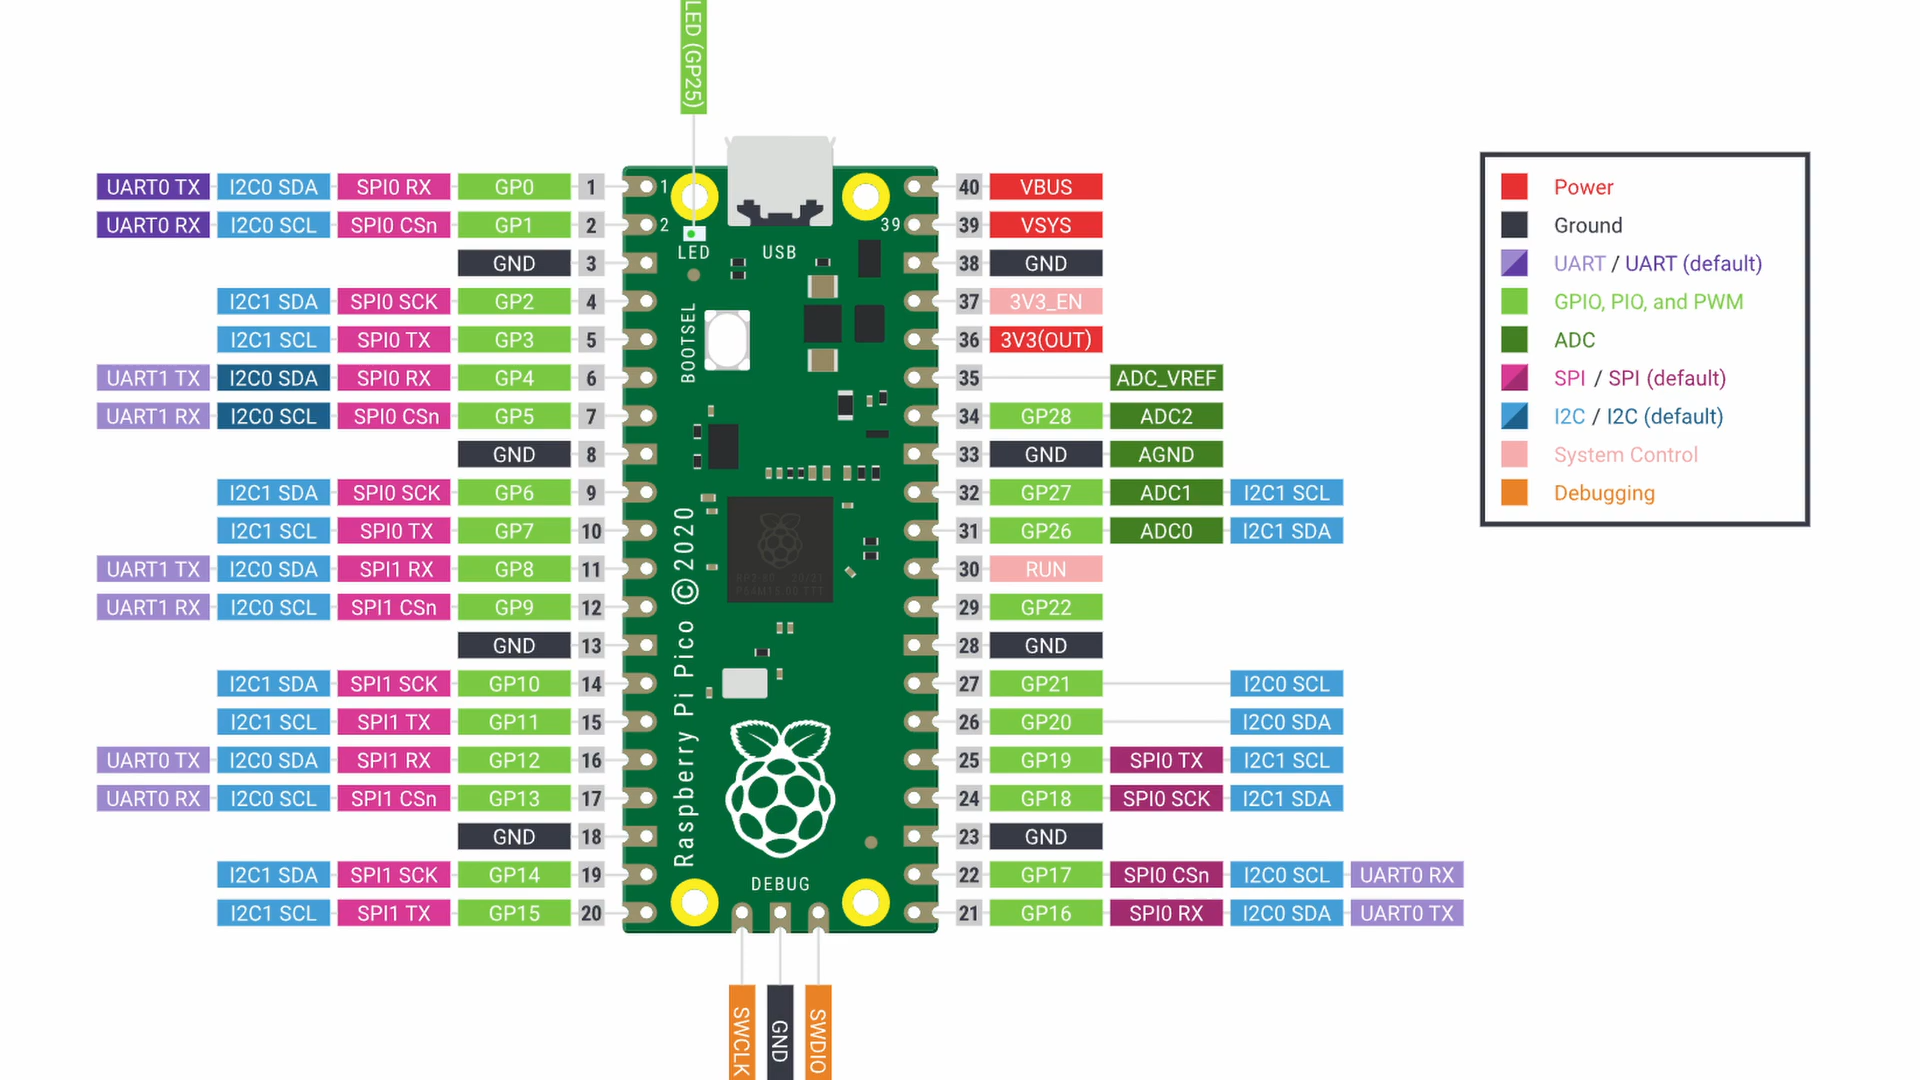 LED (GP25)
UART0 TX I2C0 SDA SPI0 RX GP0 1 1 40 VBUS
UART0 RX I2C0 SCL SPI0 CSn GP1 2 2 39 39 VSYS
LED USB
GND 3 38 GND
I2C1 SDA SPI0 SCK GP2 4 37 3V3_EN
I2C1 SCL SPI0 TX GP3 5 36 3V3(OUT)
BOOTSEL
UART1 TX I2C0 SDA SPI0 RX GP4 6 35 ADC_VREF
UART1 RX I2C0 SCL SPI0 CSn GP5 7 34 GP28 ADC2
GND 8 33 GND AGND
I2C1 SDA SPI0 SCK GP6 9 32 GP27 ADC1 I2C1 SCL
I2C1 SCL SPI0 TX GP7 10 31 GP26 ADC0 I2C1 SDA
UART1 TX I2C0 SDA SPI1 RX GP8 11 30 RUN
UART1 RX I2C0 SCL SPI1 CSn GP9 12 29 GP22
GND 13 28 GND
I2C1 SDA SPI1 SCK GP10 14 27 GP21 I2C0 SCL
I2C1 SCL SPI1 TX GP11 15 26 GP20 I2C0 SDA
UART0 TX I2C0 SDA SPI1 RX GP12 16 25 GP19 SPI0 TX I2C1 SCL
UART0 RX I2C0 SCL SPI1 CSn GP13 17 24 GP18 SPI0 SCK I2C1 SDA
GND 18 23 GND
I2C1 SDA SPI1 SCK GP14 19 22 GP17 SPI0 CSn I2C0 SCL UART0 RX
I2C1 SCL SPI1 TX GP15 20 21 GP16 SPI0 RX I2C0 SDA UART0 TX
Raspberry Pi Pico ©2020
DEBUG
SWCLK
GND
SWDIO
Power
Ground
UART / UART (default)
GPIO, PIO, and PWM
ADC
SPI / SPI (default)
I2C / I2C (default)
System Control
Debugging